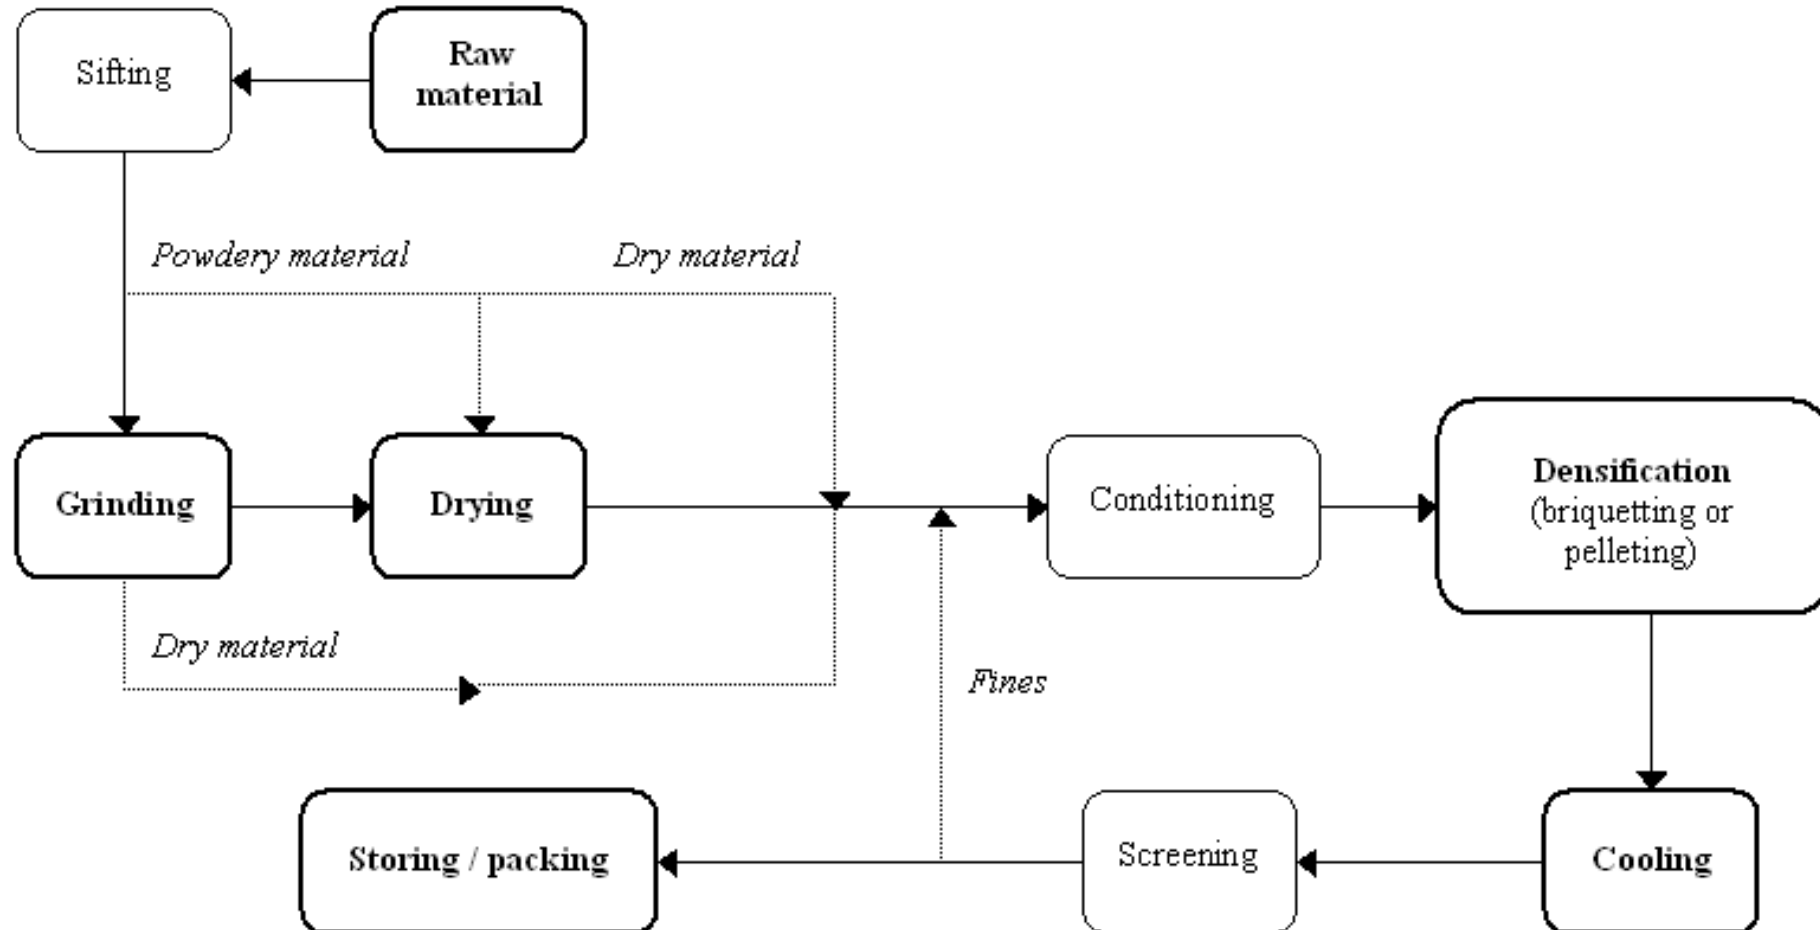 Sifting
Raw
material
Powdery material
Dry material
Grinding
Drying
Conditioning
Densification
(briquetting or
pelleting)
Dry material
Fines
Storing / packing
Screening
Cooling